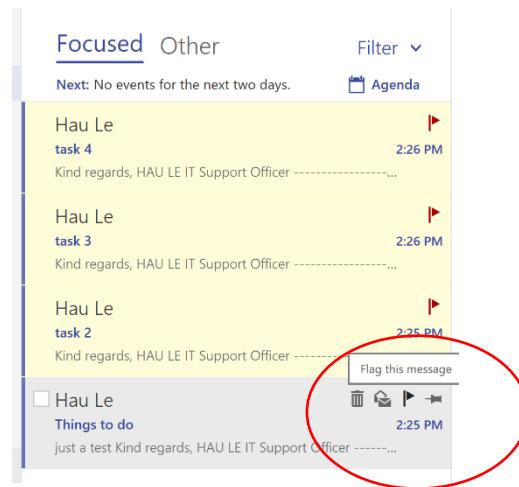 Focused Other Filter
Next: No events for the next two days. Agenda
Hau Le
task 4 2:26 PM
Kind regards, HAU LE IT Support Officer -----------------...
Hau Le
task 3 2:26 PM
Kind regards, HAU LE IT Support Officer -----------------...
Hau Le
task 2 2:25 PM
Kind regards, HAU LE IT Support Officer --
Flag this message
Hau Le
Things to do 2:25 PM
just a test Kind regards, HAU LE IT Support Officer ------...